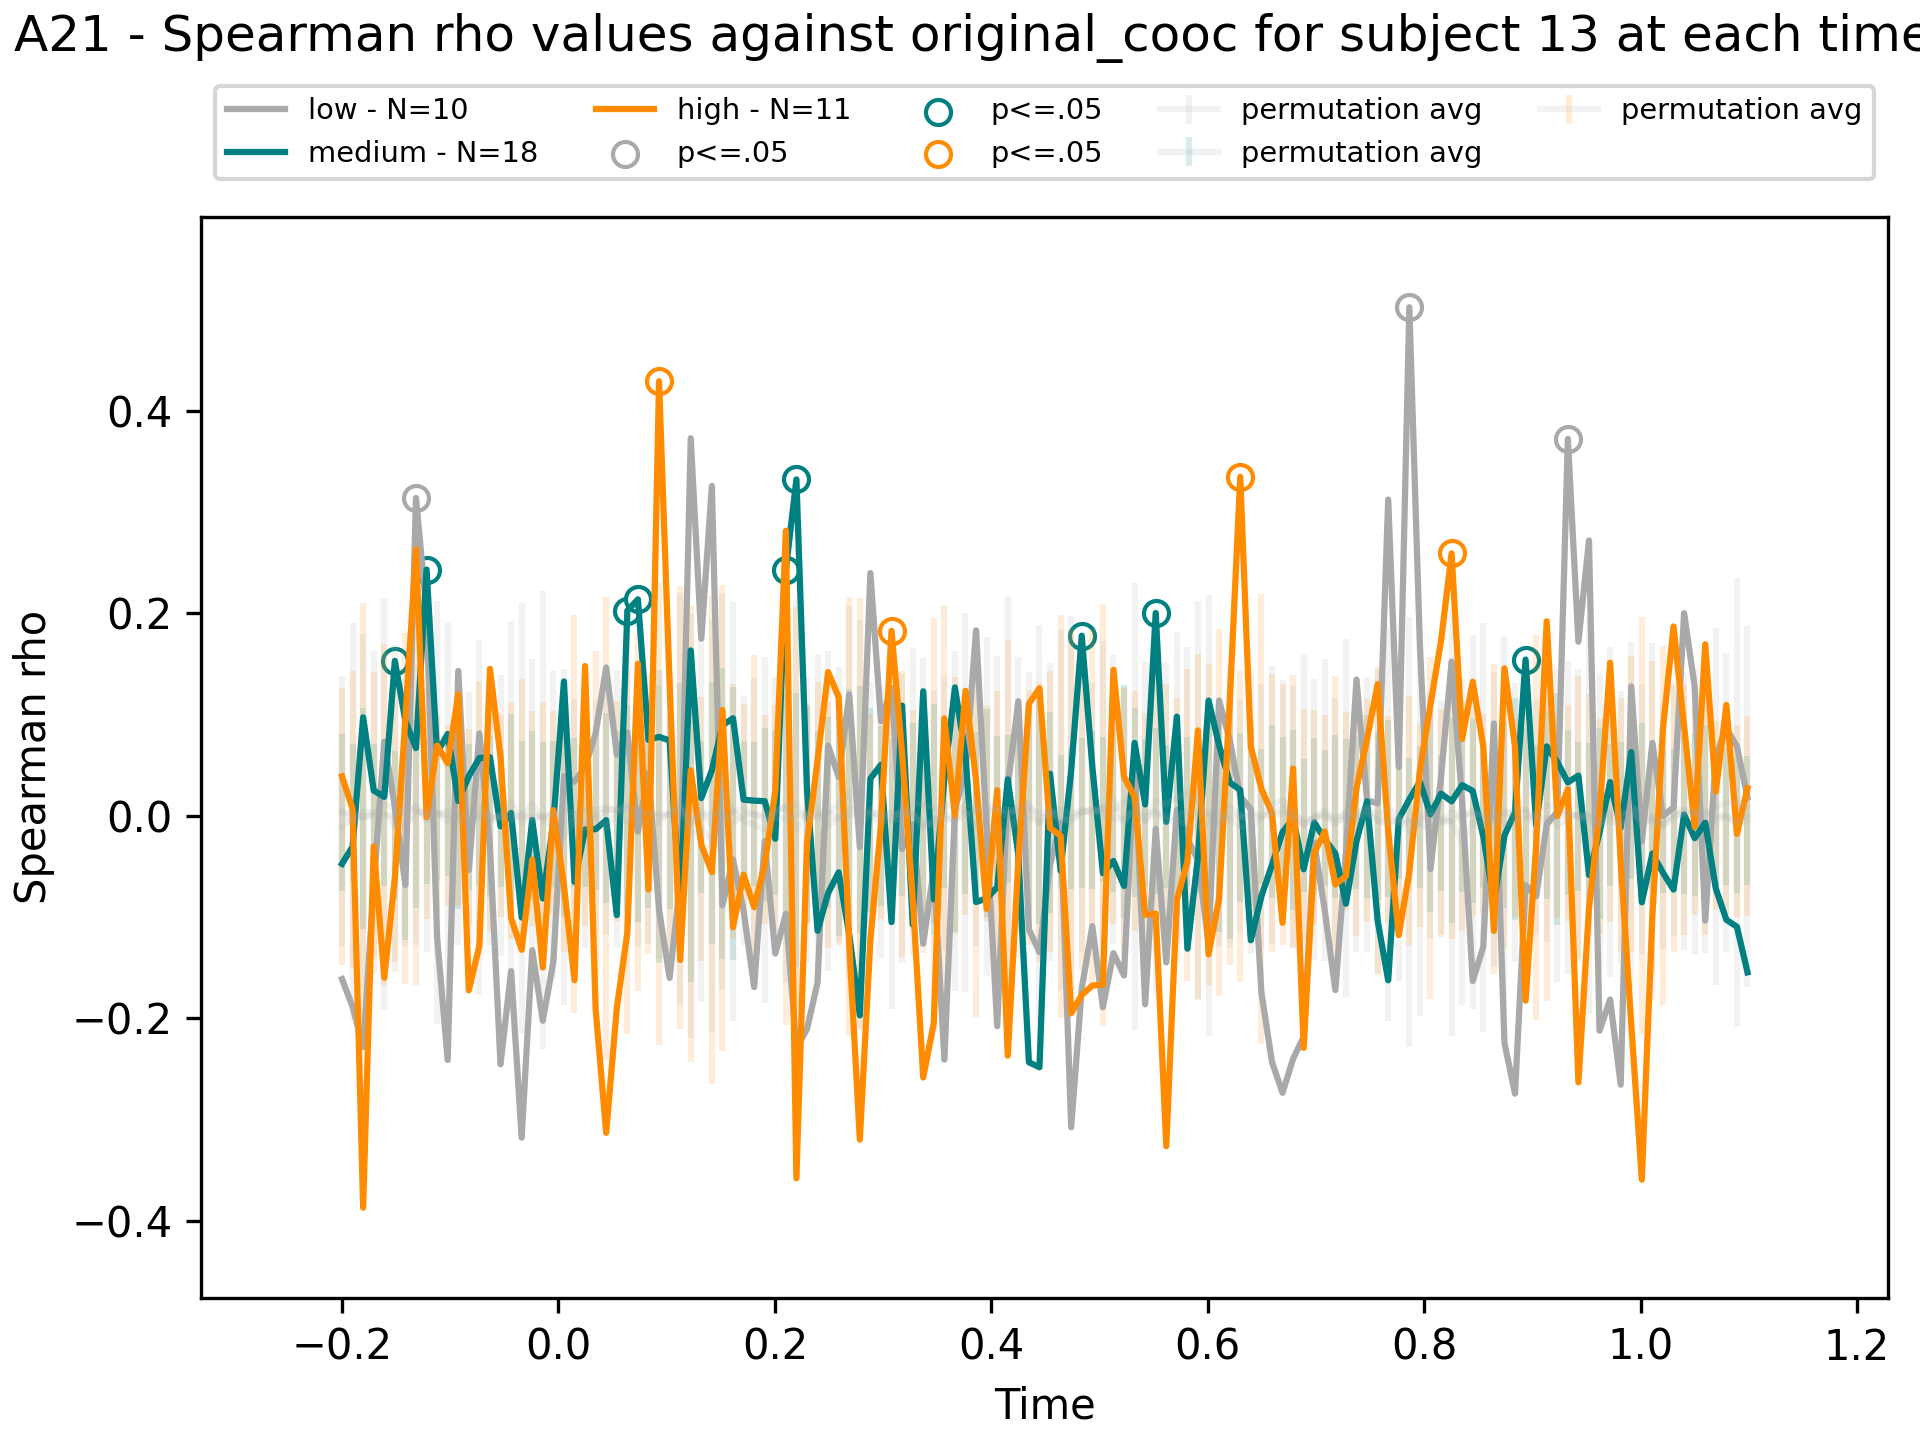 A21 - Spearman rho values against original_cooc for subject 13 at each time
low - N=10
medium - N=18
high - N=11
p<=.05
p<=.05
p<=.05
permutation avg
permutation avg
permutation avg
Spearman rho
0.4
0.2
0.0
−0.2
−0.4
−0.2 0.0 0.2 0.4 0.6 0.8 1.0 1.2
Time